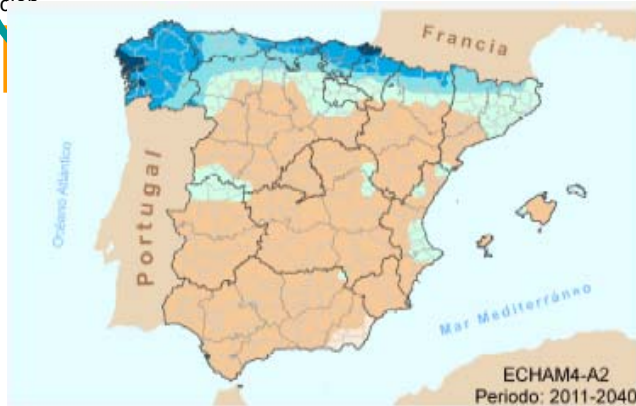 Francia
Océano Atlántico
Portugal
Mar Mediterráneo
ECHAM4-A2
Periodo: 2011-2040